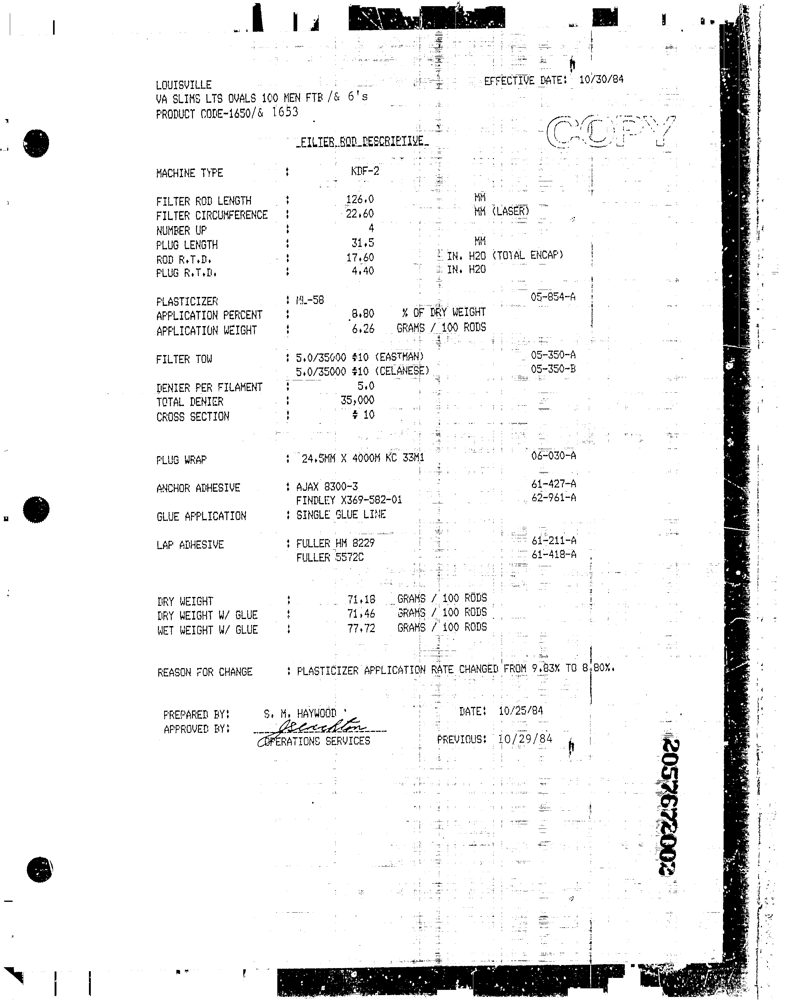 LOUISVILLE
EFFECTIVE DATE: 10/30/84
VA SLIMS LTS OVALS 100 MEN FTB /& 6's
PRODUCT CODE-1650/& 1653
COPY
FILTER ROD DESCRIPTIVE
MACHINE TYPE : KDF-2
FILTER ROD LENGTH : 126.0 MM
FILTER CIRCUMFERENCE : 22.60 MM (LASER)
NUMBER UP : 4
PLUG LENGTH : 31.5 MM
ROD R.T.D. : 17.60 IN. H2O (TOTAL ENCAP)
PLUG R.T.D. : 4.40 IN. H2O
PLASTICIZER : ML-58 05-854-A
APPLICATION PERCENT : 8.80 % OF DRY WEIGHT
APPLICATION WEIGHT : 6.26 GRAMS / 100 RODS
FILTER TOW : 5.0/35000 #10 (EASTMAN) 05-350-A
5.0/35000 #10 (CELANESE) 05-350-B
DENIER PER FILAMENT : 5.0
TOTAL DENIER : 35,000
CROSS SECTION : # 10
PLUG WRAP : 24.5MM X 4000M KC 33M1 06-030-A
ANCHOR ADHESIVE : AJAX 8300-3 61-427-A
FINDLEY X369-582-01 62-961-A
GLUE APPLICATION : SINGLE GLUE LINE
LAP ADHESIVE : FULLER HM 8229 61-211-A
FULLER 5572C 61-418-A
DRY WEIGHT : 71.18 GRAMS / 100 RODS
DRY WEIGHT W/ GLUE : 71.46 GRAMS / 100 RODS
WET WEIGHT W/ GLUE : 77.72 GRAMS / 100 RODS
REASON FOR CHANGE : PLASTICIZER APPLICATION RATE CHANGED FROM 9.83% TO 8.80%.
PREPARED BY: S. M. HAYWOOD DATE: 10/25/84
APPROVED BY:
OPERATIONS SERVICES PREVIOUS: 10/29/84
2057672003